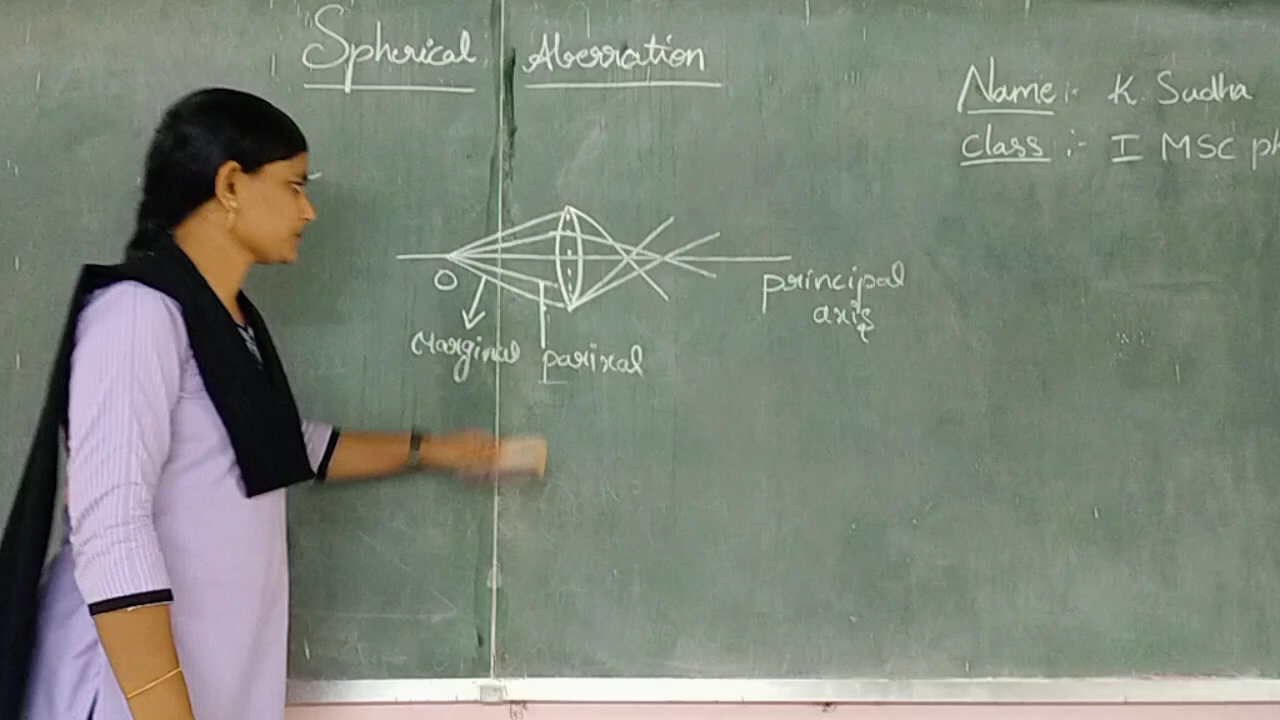 Spherical Aberration
Name :- K. Sudha
class :- I MSC ph
O
principal
axis
Marginal
parixal